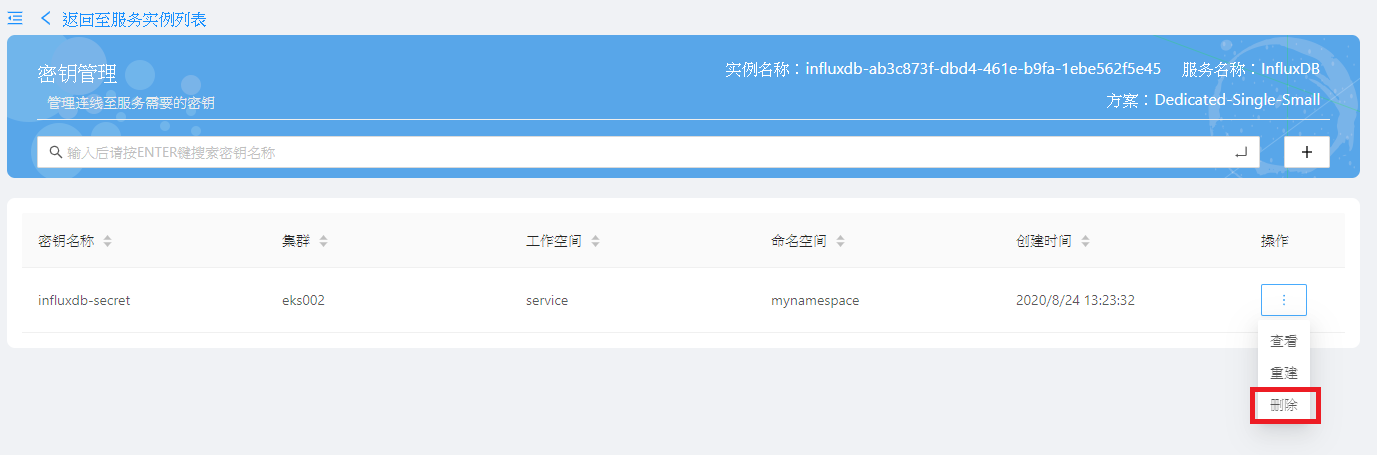 返回至服务实例列表
密钥管理
实例名称：influxdb-ab3c873f-dbd4-461e-b9fa-1ebe562f5e45 服务名称：InfluxDB
管理连线至服务需要的密钥
方案：Dedicated-Single-Small
输入后请按ENTER键搜索密钥名称
密钥名称 集群 工作空间 命名空间 创建时间 操作
influxdb-secret eks002 service mynamespace 2020/8/24 13:23:32
查看
重建
删除